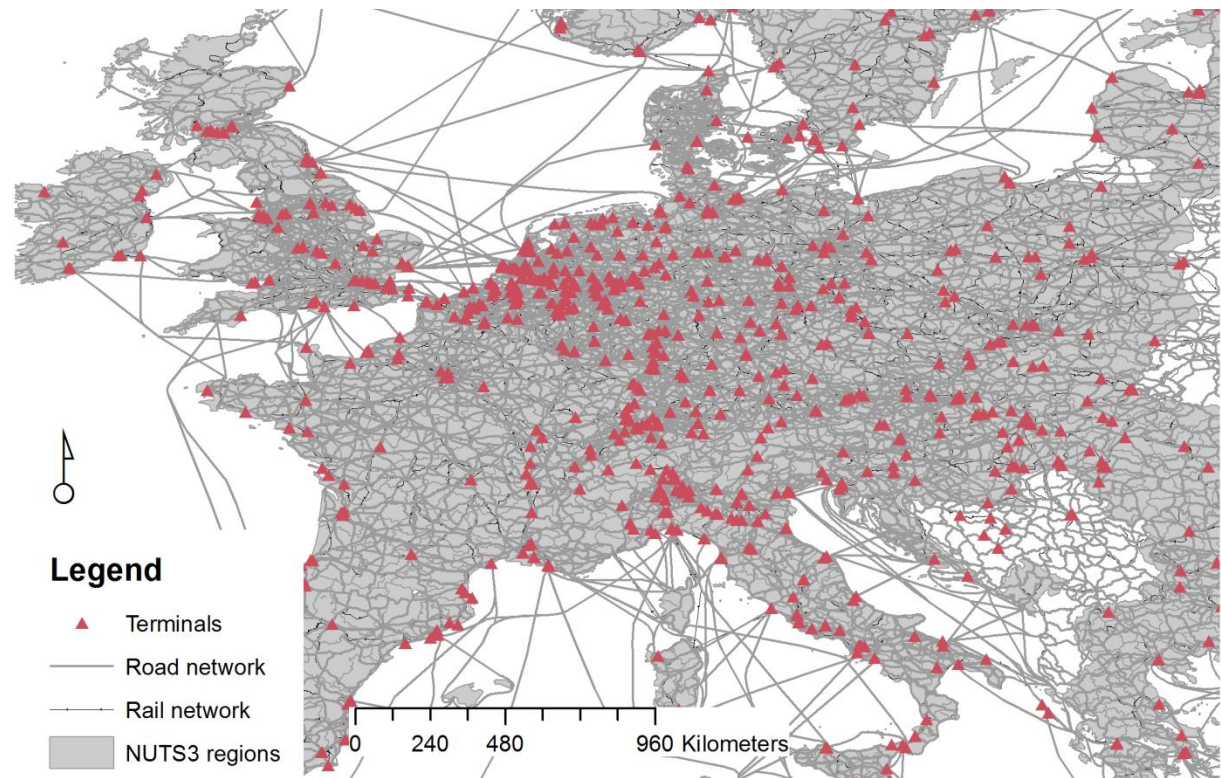 Legend
Terminals
Road network
Rail network
NUTS3 regions
0 240 480 960 Kilometers